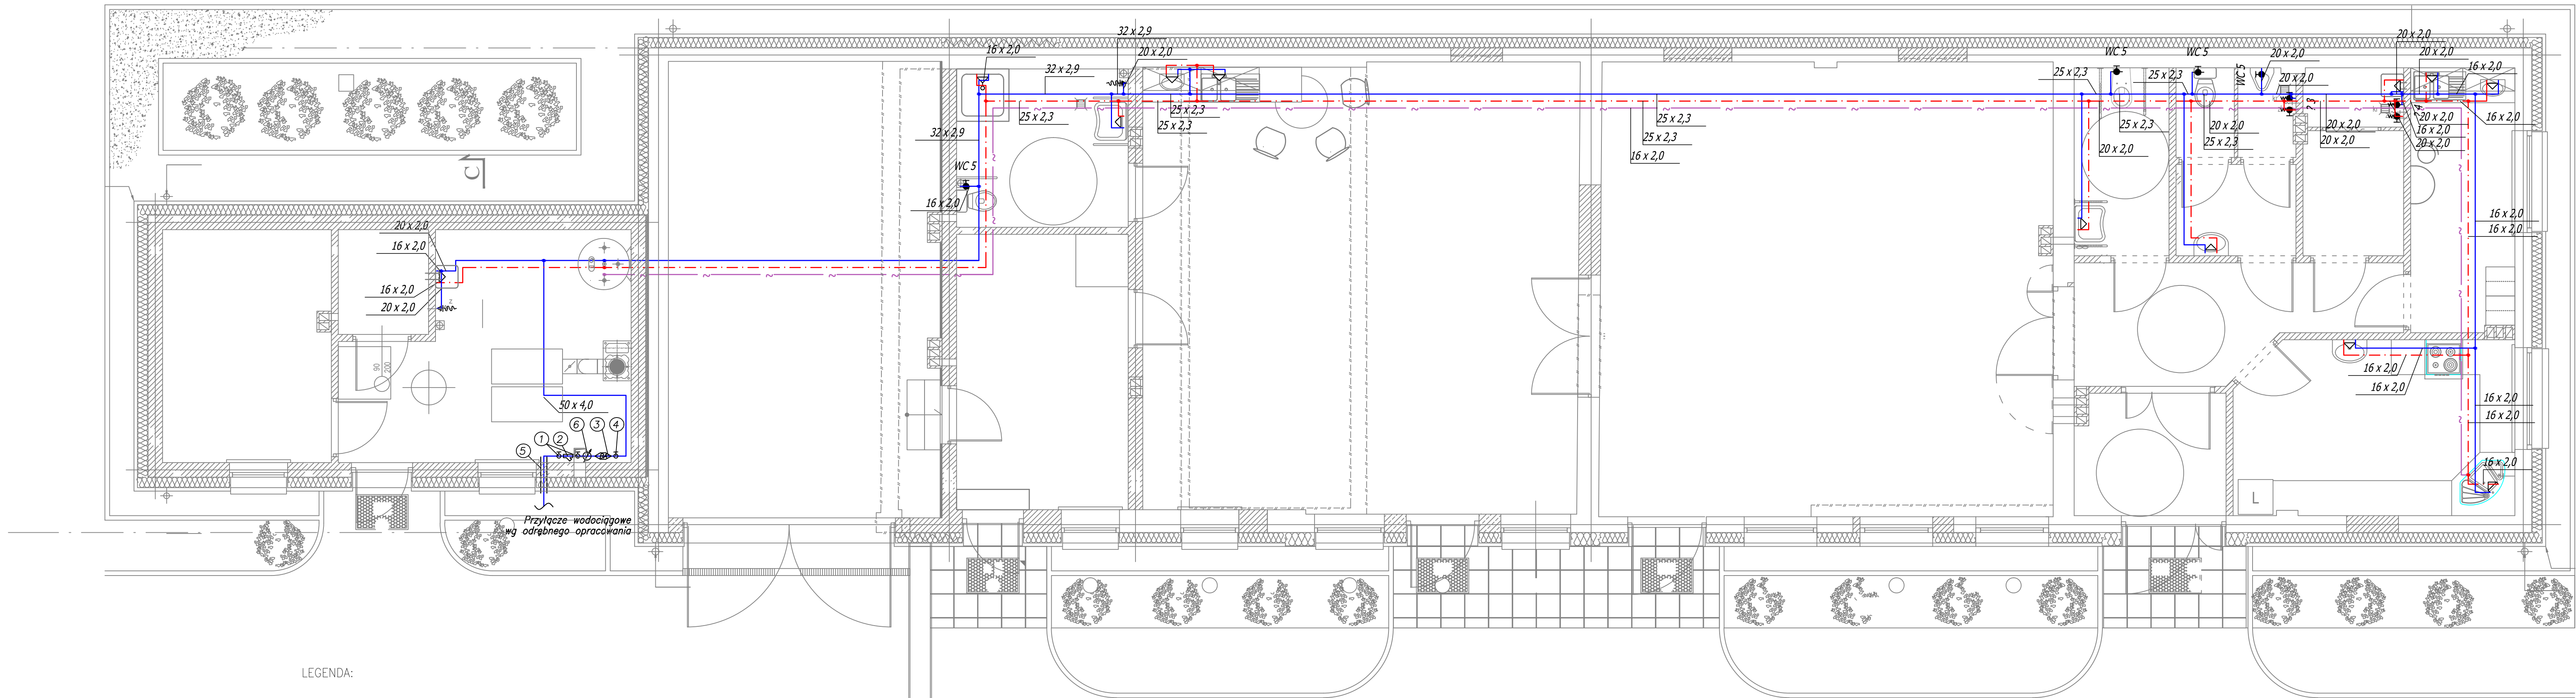 32 x 2,9
16 x 2,0
20 x 2,0
32 x 2,9
25 x 2,3
25 x 2,3
25 x 2,3
32 x 2,9
WC 5
16 x 2,0
C
20 x 2,0
16 x 2,0
16 x 2,0
20 x 2,0
z
90
200
50 x 4,0
1
2
6
3
4
5
Przyłącze wodociągowe
wg odrębnego opracowania
25 x 2,3
25 x 2,3
16 x 2,0
WC 5
WC 5
WC 5
25 x 2,3
25 x 2,3
20 x 2,0
20 x 2,0
25 x 2,3
20 x 2,0
20 x 2,0
25 x 2,3
? 3
20 x 2,0
20 x 2,0
20 x 2,0
20 x 2,0
16 x 2,0
16 x 2,0
20 x 2,0
16 x 2,0
20 x 2,0
16 x 2,0
16 x 2,0
16 x 2,0
16 x 2,0
16 x 2,0
16 x 2,0
16 x 2,0
L
LEGENDA: